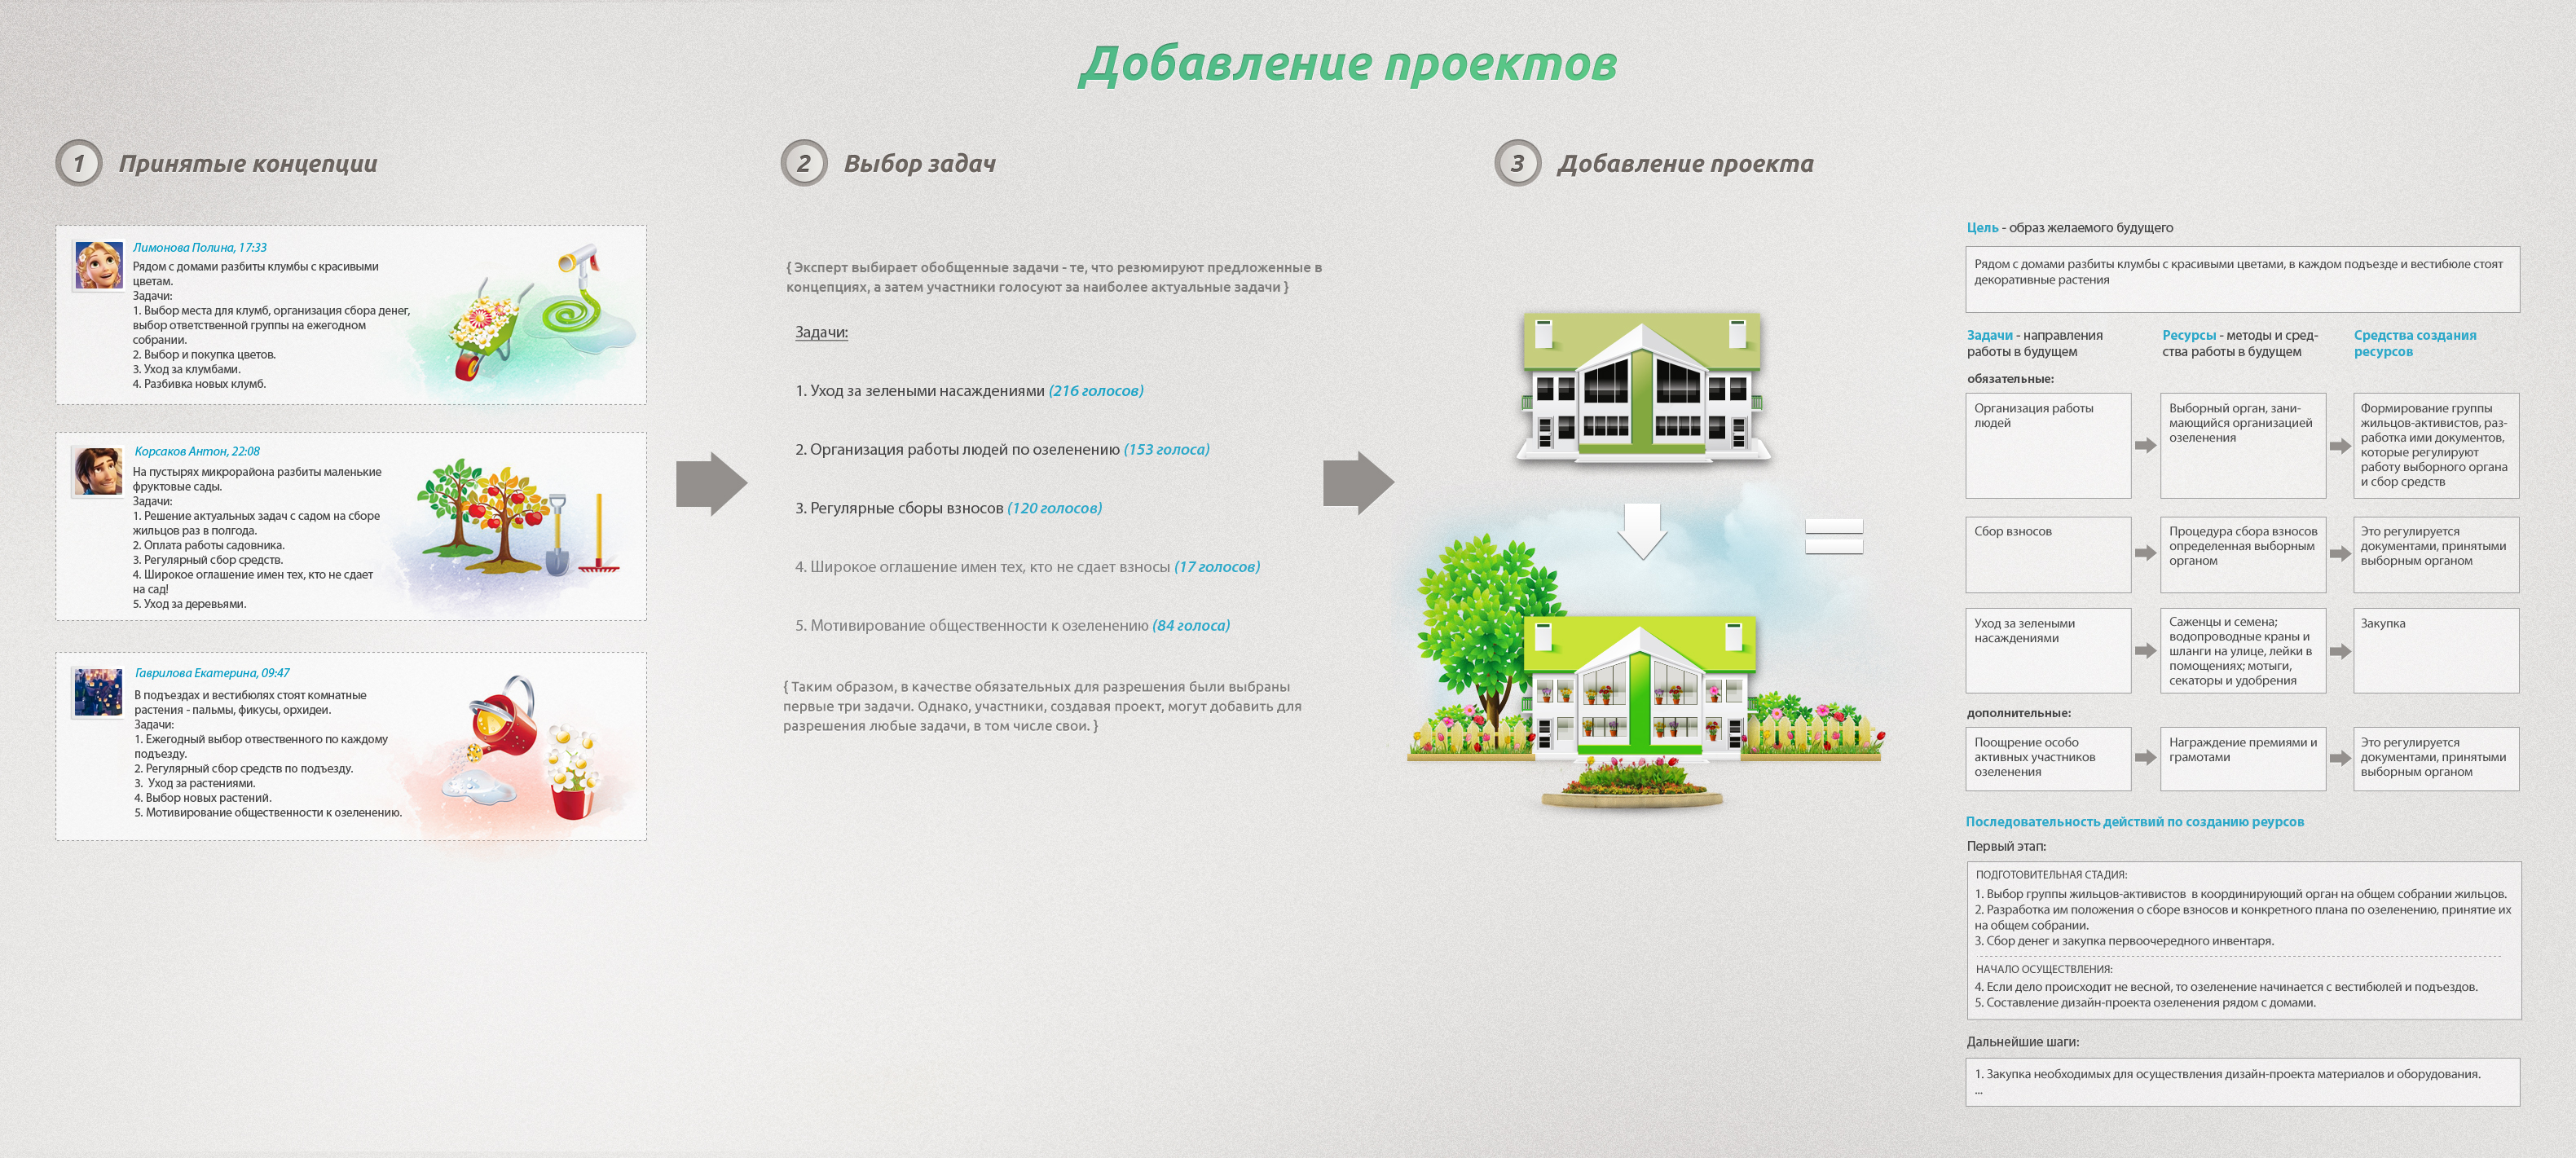 Добавление проектов
1 Принятые концепции
Лимонова Полина, 17:33
Рядом с домами разбиты клумбы с красивыми
цветам.
Задачи:
1. Выбор места для клумб, организация сбора денег,
выбор ответственной группы на ежегодном
собрании.
2. Выбор и покупка цветов.
3. Уход за клумбами.
4. Разбивка новых клумб.
Корсаков Антон, 22:08
На пустырях микрорайона разбиты маленькие
фруктовые сады.
Задачи:
1. Решение актуальных задач с садом на сборе
жильцов раз в полгода.
2. Оплата работы садовника.
3. Регулярный сбор средств.
4. Широкое оглашение имен тех, кто не сдает
на сад!
5. Уход за деревьями.
Гаврилова Екатерина, 09:47
В подъездах и вестибюлях стоят комнатные
растения - пальмы, фикусы, орхидеи.
Задачи:
1. Ежегодный выбор отвественного по каждому
подъезду.
2. Регулярный сбор средств по подъезду.
3. Уход за растениями.
4. Выбор новых растений.
5. Мотивирование общественности к озеленению.
2 Выбор задач
{ Эксперт выбирает обобщенные задачи - те, что резюмируют предложенные в
концепциях, а затем участники голосуют за наиболее актуальные задачи }
Задачи:
1. Уход за зелеными насаждениями (216 голосов)
2. Организация работы людей по озеленению (153 голоса)
3. Регулярные сборы взносов (120 голосов)
4. Широкое оглашение имен тех, кто не сдает взносы (17 голосов)
5. Мотивирование общественности к озеленению (84 голоса)
{ Таким образом, в качестве обязательных для разрешения были выбраны
первые три задачи. Однако, участники, создавая проект, могут добавить для
разрешения любые задачи, в том числе свои. }
3 Добавление проекта
Цель - образ желаемого будущего
Рядом с домами разбиты клумбы с красивыми цветами, в каждом подъезде и вестибюле стоят
декоративные растения
Задачи - направления
работы в будущем
Ресурсы - методы и сред-
ства работы в будущем
Средства создания
ресурсов
обязательные:
Организация работы
людей
Выборный орган, зани-
мающийся организацией
озеленения
Формирование группы
жильцов-активистов, раз-
работка ими документов,
которые регулируют
работу выборного органа
и сбор средств
Сбор взносов
Процедура сбора взносов
определенная выборным
органом
Это регулируется
документами, принятыми
выборным органом
Уход за зелеными
насаждениями
Саженцы и семена;
водопроводные краны и
шланги на улице, лейки в
помощениях; мотыги,
секаторы и удобрения
Закупка
дополнительные:
Поощрение особо
активных участников
озеленения
Награждение премиями и
грамотами
Это регулируется
документами, принятыми
выборным органом
Последовательность действий по созданию реурсов
Первый этап:
ПОДГОТОВИТЕЛЬНАЯ СТАДИЯ:
1. Выбор группы жильцов-активистов в координирующий орган на общем собрании жильцов.
2. Разработка им положения о сборе взносов и конкретного плана по озеленению, принятие их
на общем собрании.
3. Сбор денег и закупка первоочередного инвентаря.
НАЧАЛО ОСУЩЕСТВЛЕНИЯ:
4. Если дело происходит не весной, то озеленение начинается с вестибюлей и подъездов.
5. Составление дизайн-проекта озеленения рядом с домами.
Дальнейшие шаги:
1. Закупка необходимых для осуществления дизайн-проекта материалов и оборудования.
...